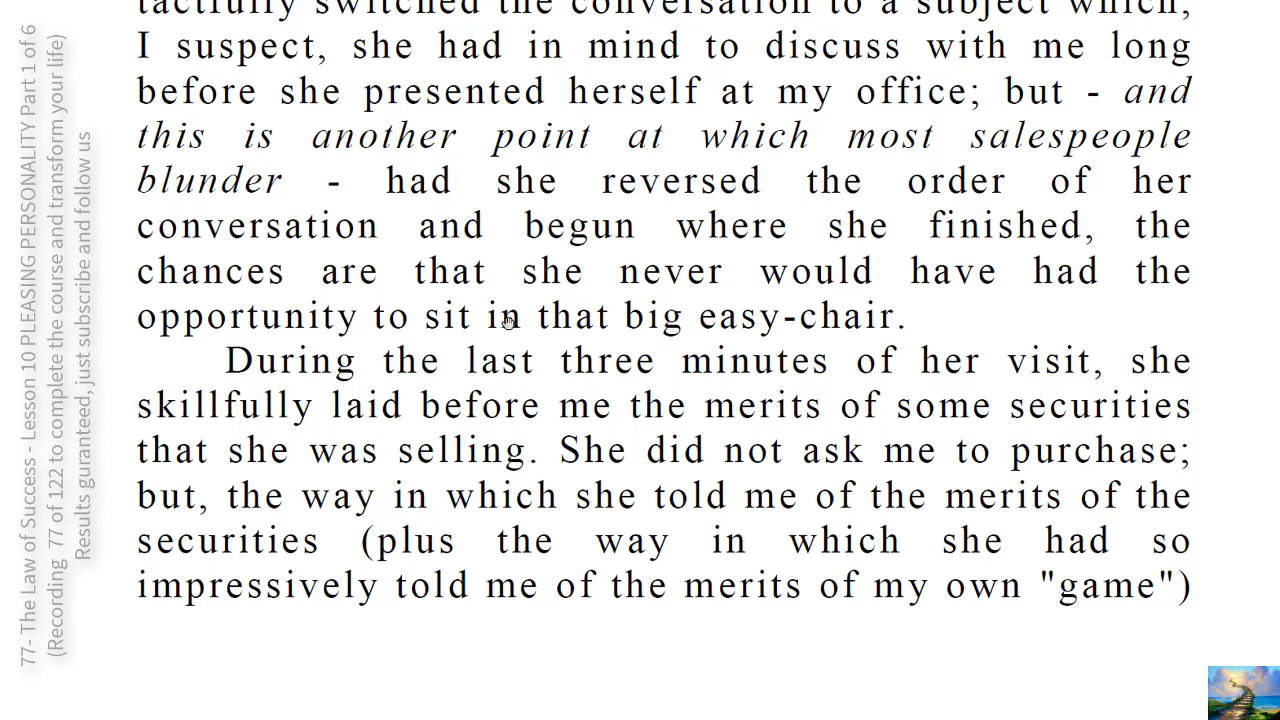 tactfully switched the conversation to a subject which,
I suspect, she had in mind to discuss with me long
before she presented herself at my office; but - and
this is another point at which most salespeople
blunder - had she reversed the order of her
conversation and begun where she finished, the
chances are that she never would have had the
opportunity to sit in that big easy-chair.
During the last three minutes of her visit, she
skillfully laid before me the merits of some securities
that she was selling. She did not ask me to purchase;
but, the way in which she told me of the merits of the
securities (plus the way in which she had so
impressively told me of the merits of my own "game")
77- The Law of Success - Lesson 10 PLEASING PERSONALITY Part 1 of 6
(Recording 77 of 122 to complete the course and transform your life)
Results guranteed, just subscribe and follow us